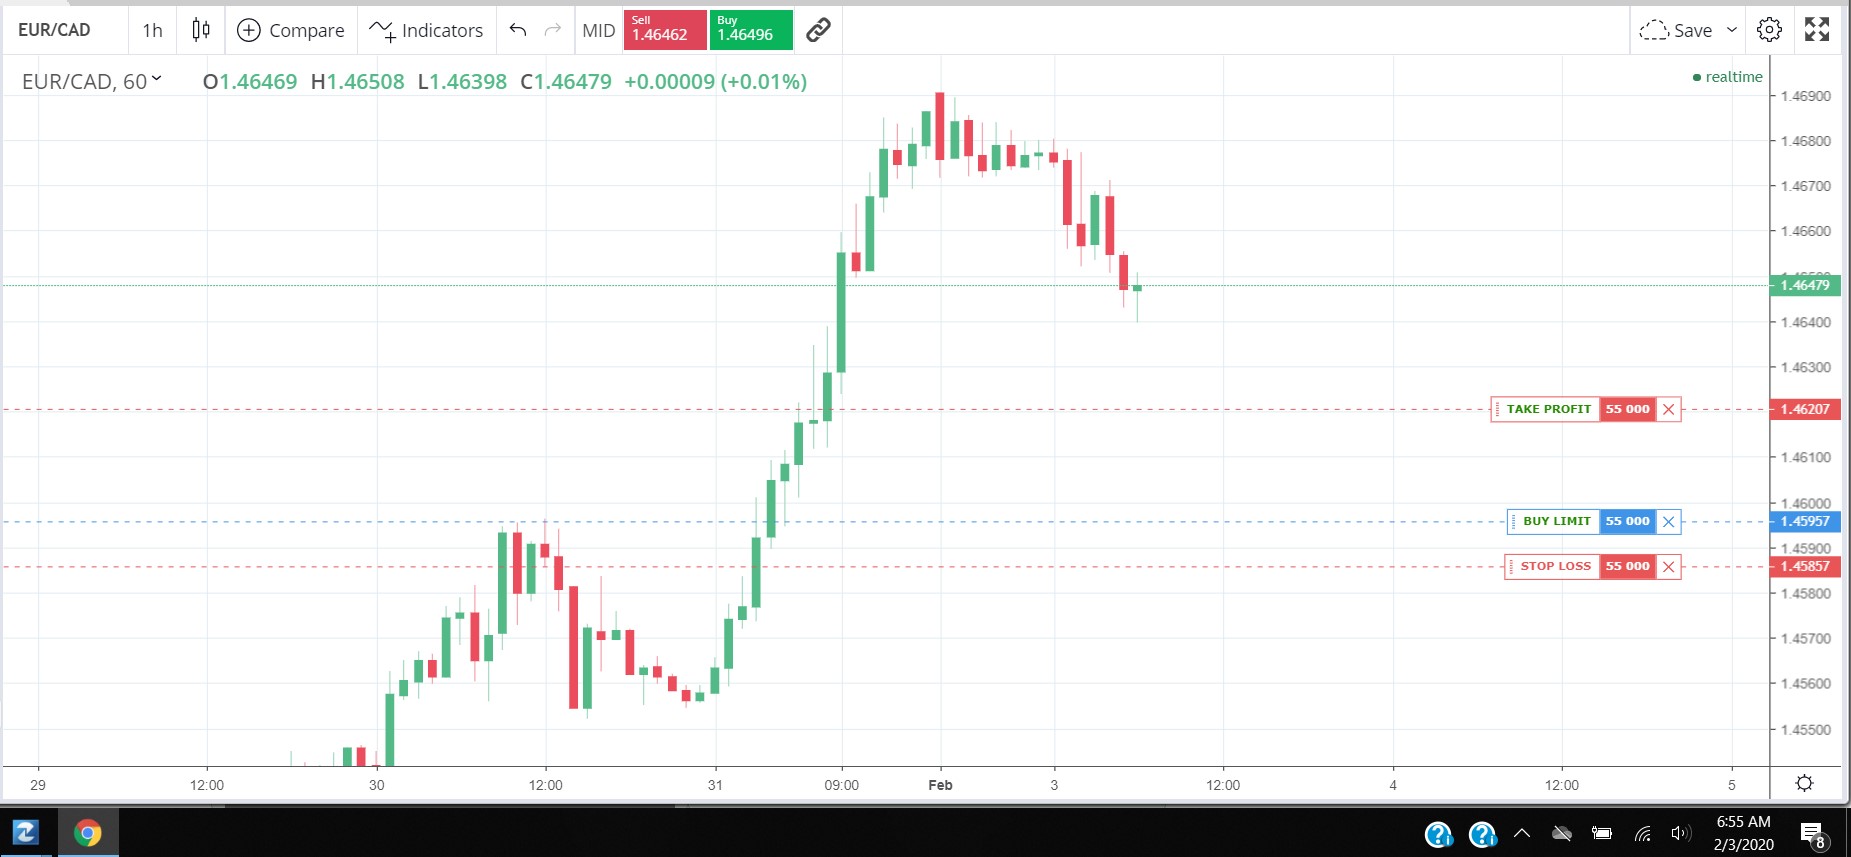 EUR/CAD 1h Compare Indicators MID Sell 1.46462 Buy 1.46496 Save
EUR/CAD, 60 O1.46469 H1.46508 L1.46398 C1.46479 +0.00009 (+0.01%)
realtime
1.46900
1.46800
1.46700
1.46600
1.46479
1.46400
1.46300
TAKE PROFIT 55 000 1.46207
1.46100
1.46000
BUY LIMIT 55 000 1.45957
1.45900
STOP LOSS 55 000 1.45857
1.45800
1.45700
1.45600
1.45500
29 12:00 30 12:00 31 09:00 Feb 3 12:00 4 12:00 5
6:55 AM
2/3/2020
8